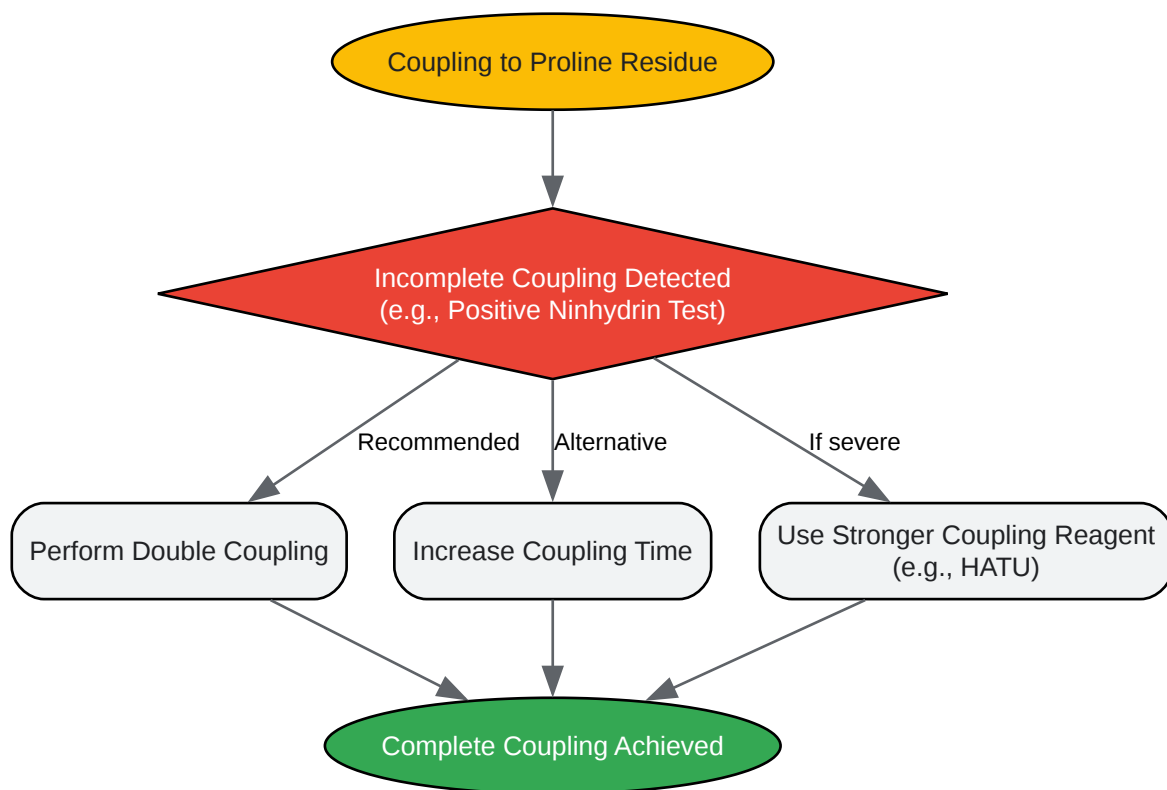 Coupling to Proline Residue
Incomplete Coupling Detected
(e.g., Positive Ninhydrin Test)
Recommended
Alternative
If severe
Perform Double Coupling
Increase Coupling Time
Use Stronger Coupling Reagent
(e.g., HATU)
Complete Coupling Achieved